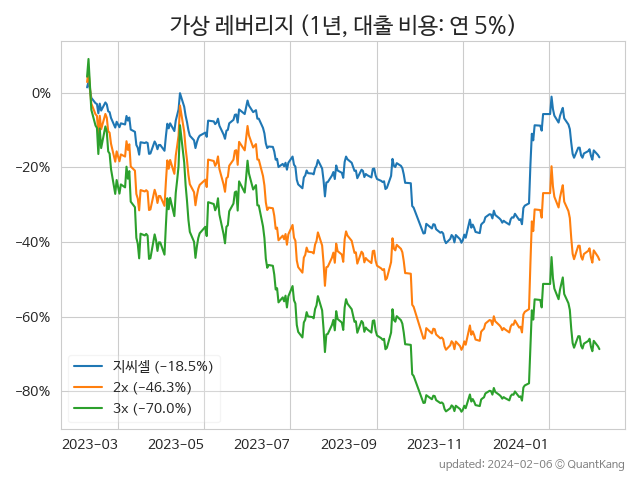 가상 레버리지 (1년, 대출 비용: 연 5%)
0%
−20%
−40%
−60%
−80%
지씨셀 (−18.5%)
2x (−46.3%)
3x (−70.0%)
2023−03 2023−05 2023−07 2023−09 2023−11 2024−01
updated: 2024−02−06 © QuantKang